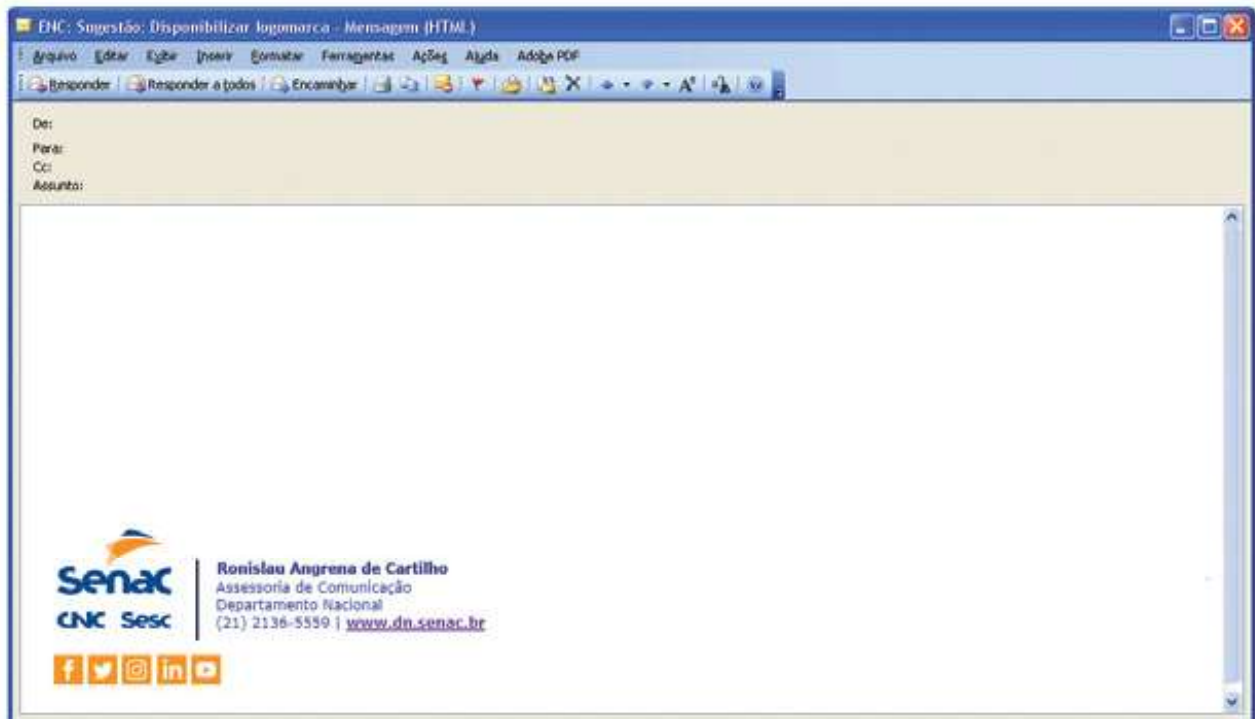 ENC: Sugestão: Disponibilizar logomarca - Mensagem (HTML)
Arquivo Editar Exibir Inserir Formatar Ferramentas Ações Ajuda Adobe PDF
Responder Responder a todos Encaminhar
De:
Para:
Cc:
Assunto:
Senac
CNC Sesc
Ronislau Angrena de Cartilho
Assessoria de Comunicação
Departamento Nacional
(21) 2136-5559 | www.dn.senac.br